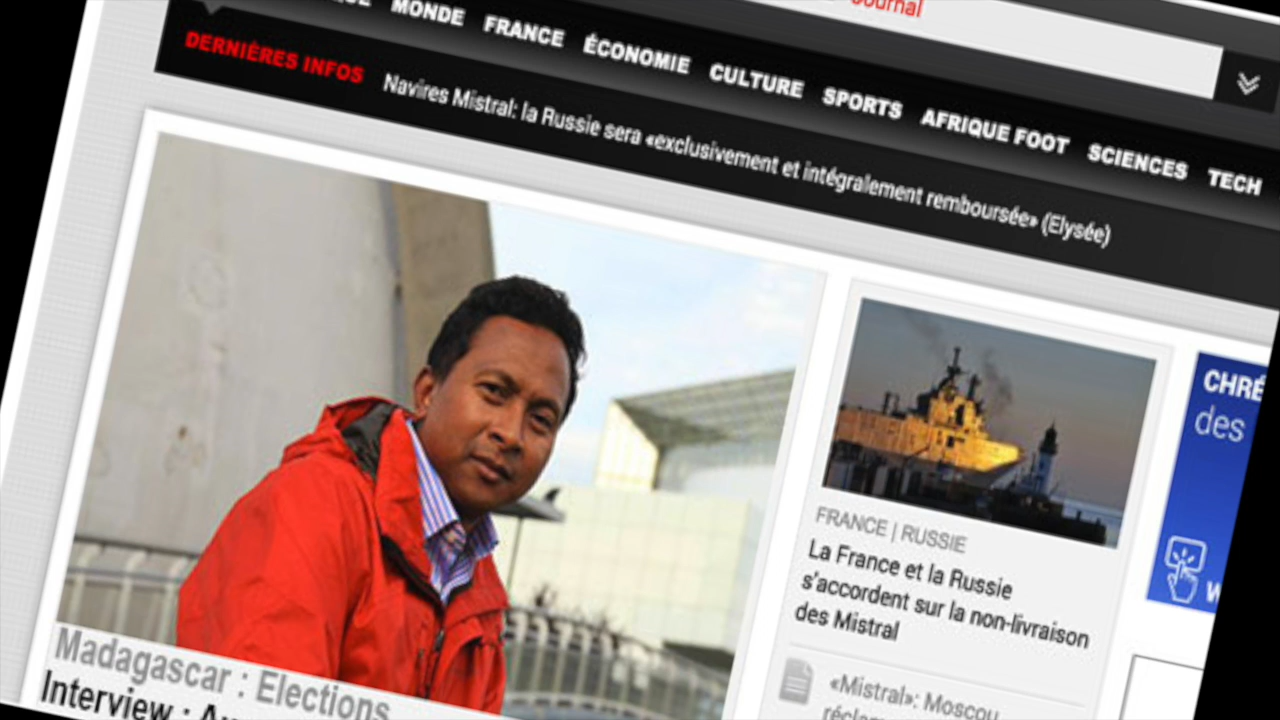 Journal
MONDE FRANCE ÉCONOMIE CULTURE SPORTS AFRIQUE FOOT SCIENCES TECH
DERNIÈRES INFOS Navires Mistral: la Russie sera «exclusivement et intégralement remboursée» (Elysée)
Madagascar : Elections
Interview :
FRANCE | RUSSIE
La France et la Russie
s'accordent sur la non-livraison
des Mistral
«Mistral»: Moscou
CHRÉ
des
W